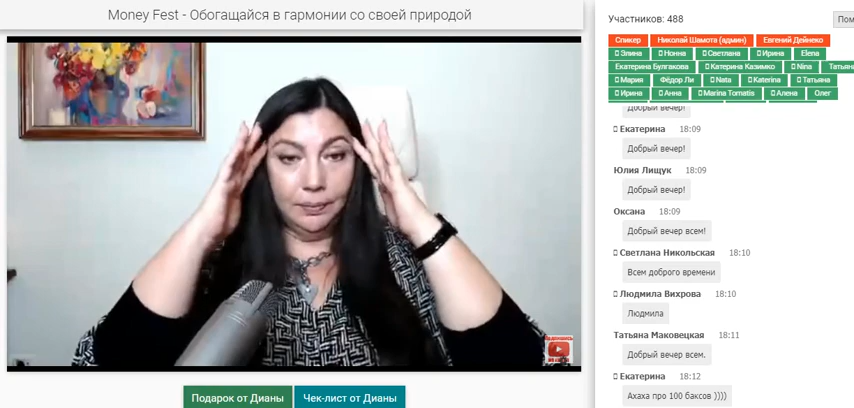 Money Fest - Обогащайся в гармонии со своей природой
Подарок от Дианы
Чек-лист от Дианы
Участников: 488
Спикер Николай Шамота (админ) Евгений Дейнеко
Элина Нонна Светлана Ирина Elena
Екатерина Булгакова Катерина Казимко Nina Татьян
Мария Фёдор Ли Nata Katerina Татьяна
Ирина Анна Marina Tomatis Алена Олег
Добрый вечер!
Екатерина 18:09
Добрый вечер!
Юлия Лищук 18:09
Добрый вечер!
Оксана 18:09
Добрый вечер всем!
Светлана Никольская 18:10
Всем доброго времени
Людмила Вихрова 18:10
Людмила
Татьяна Маковецкая 18:11
Добрый вечер всем.
Екатерина 18:12
Ахаха про 100 баксов ))))